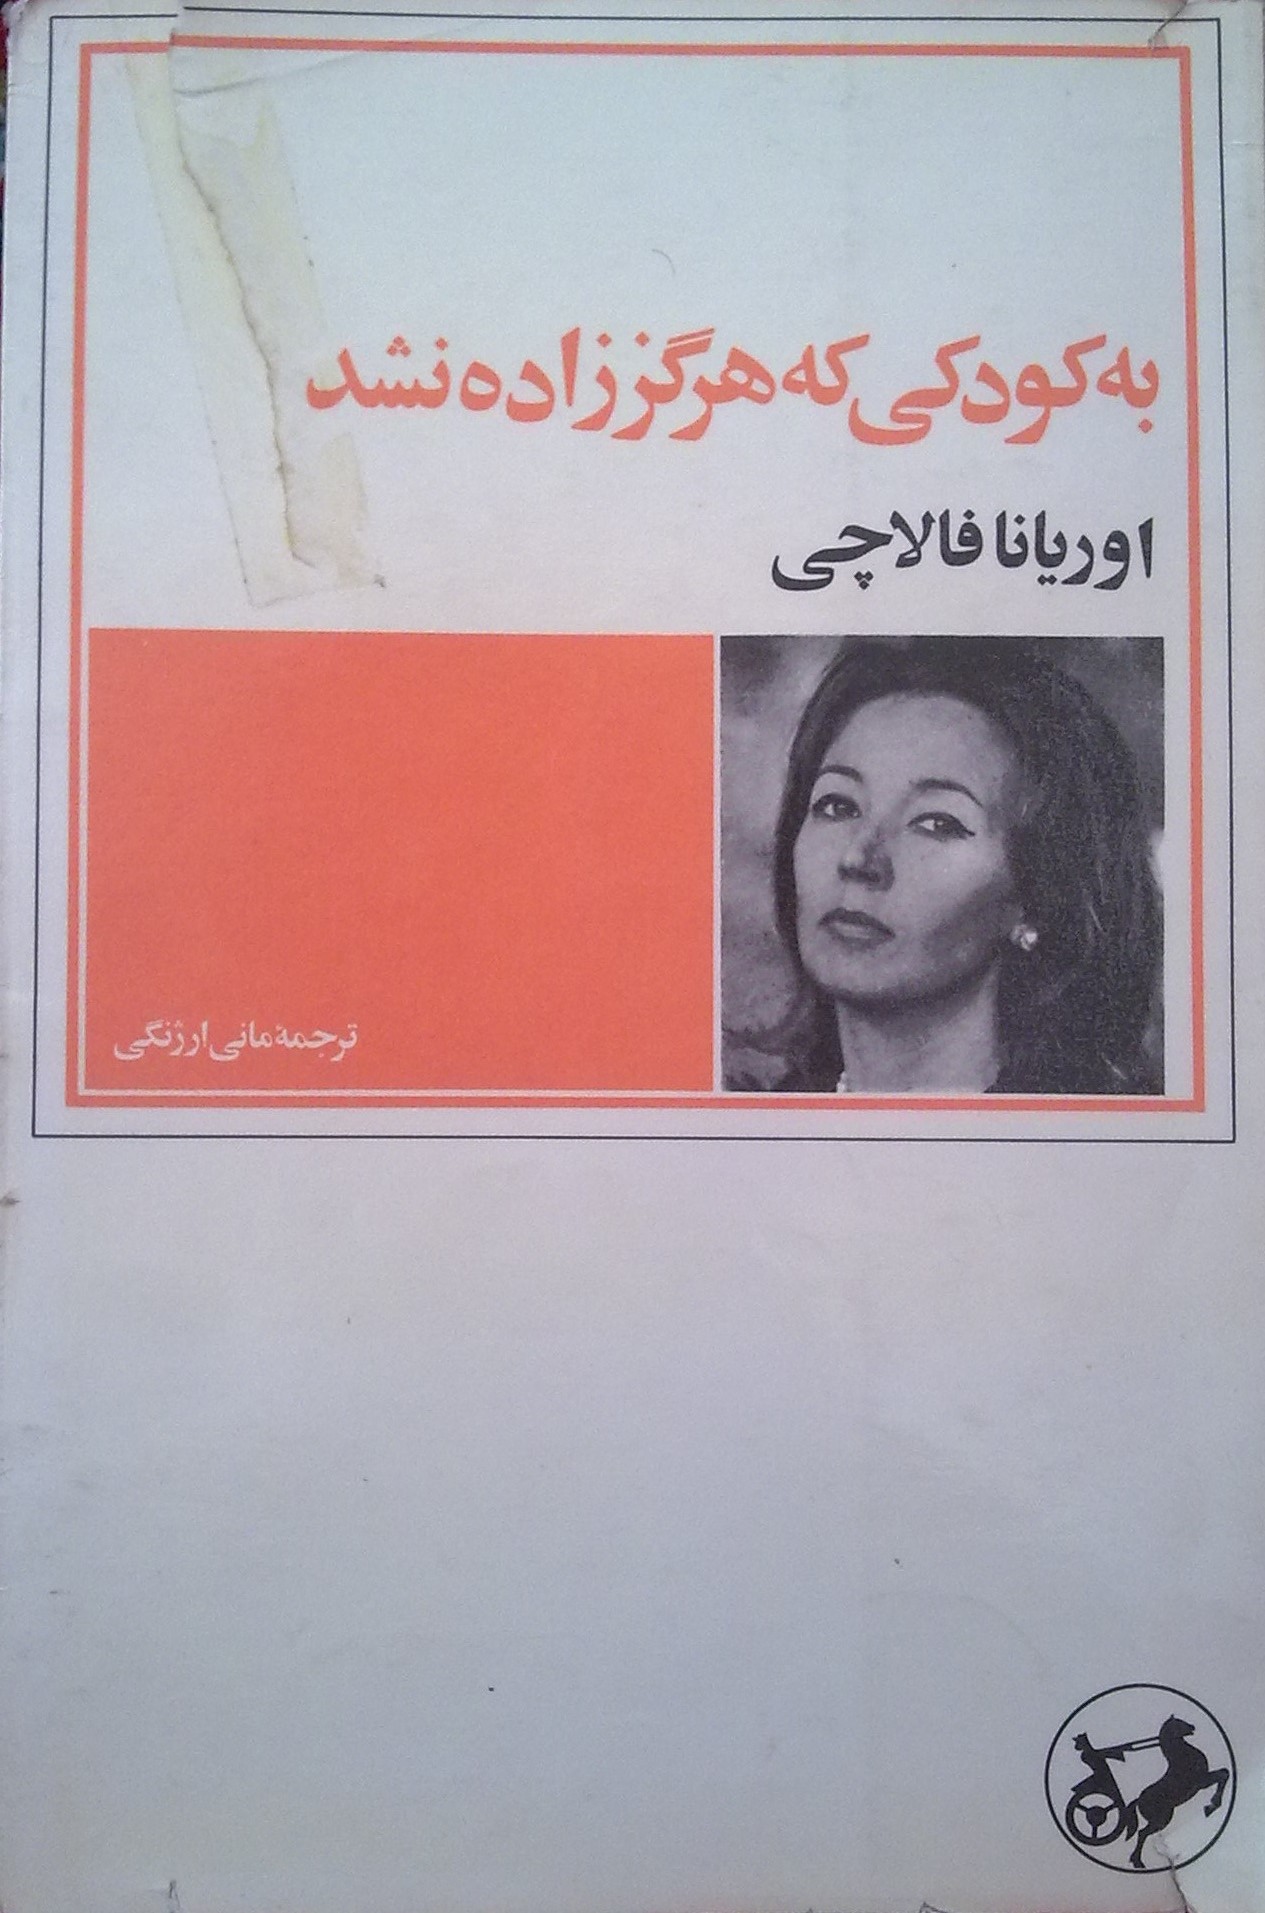 به کودکی که هرگز زاده نشد
اوریانا فالاچی
ترجمهٔ مانی ارژنگی